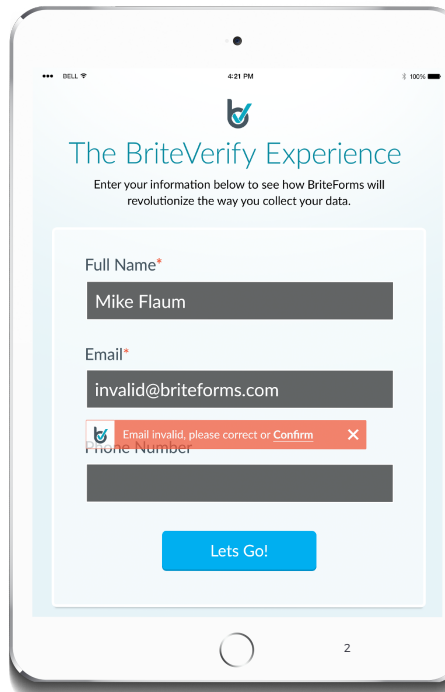 BELL 4:21 PM 100%
The BriteVerify Experience
Enter your information below to see how BriteForms will
revolutionize the way you collect your data.
Full Name*
Mike Flaum
Email*
invalid@briteforms.com
Email invalid, please correct or Confirm
Phone Number
Lets Go!
2